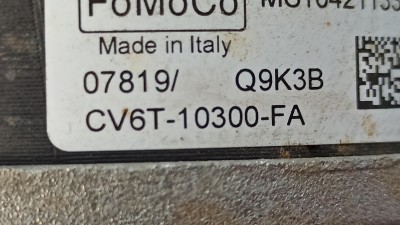 FoMoCo
Made in Italy
07819/ Q9K3B
CV6T-10300-FA